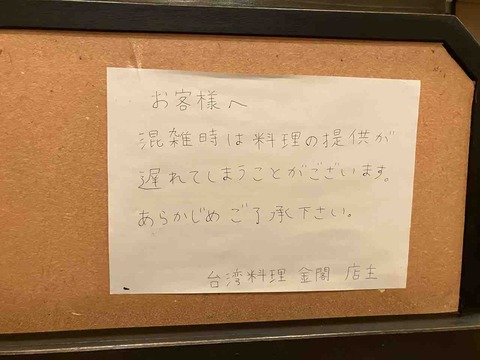 お客様へ
混雑時は料理の提供が
遅れてしまうことがございます。
あらかじめご了承下さい。
台湾料理 金閣 店主